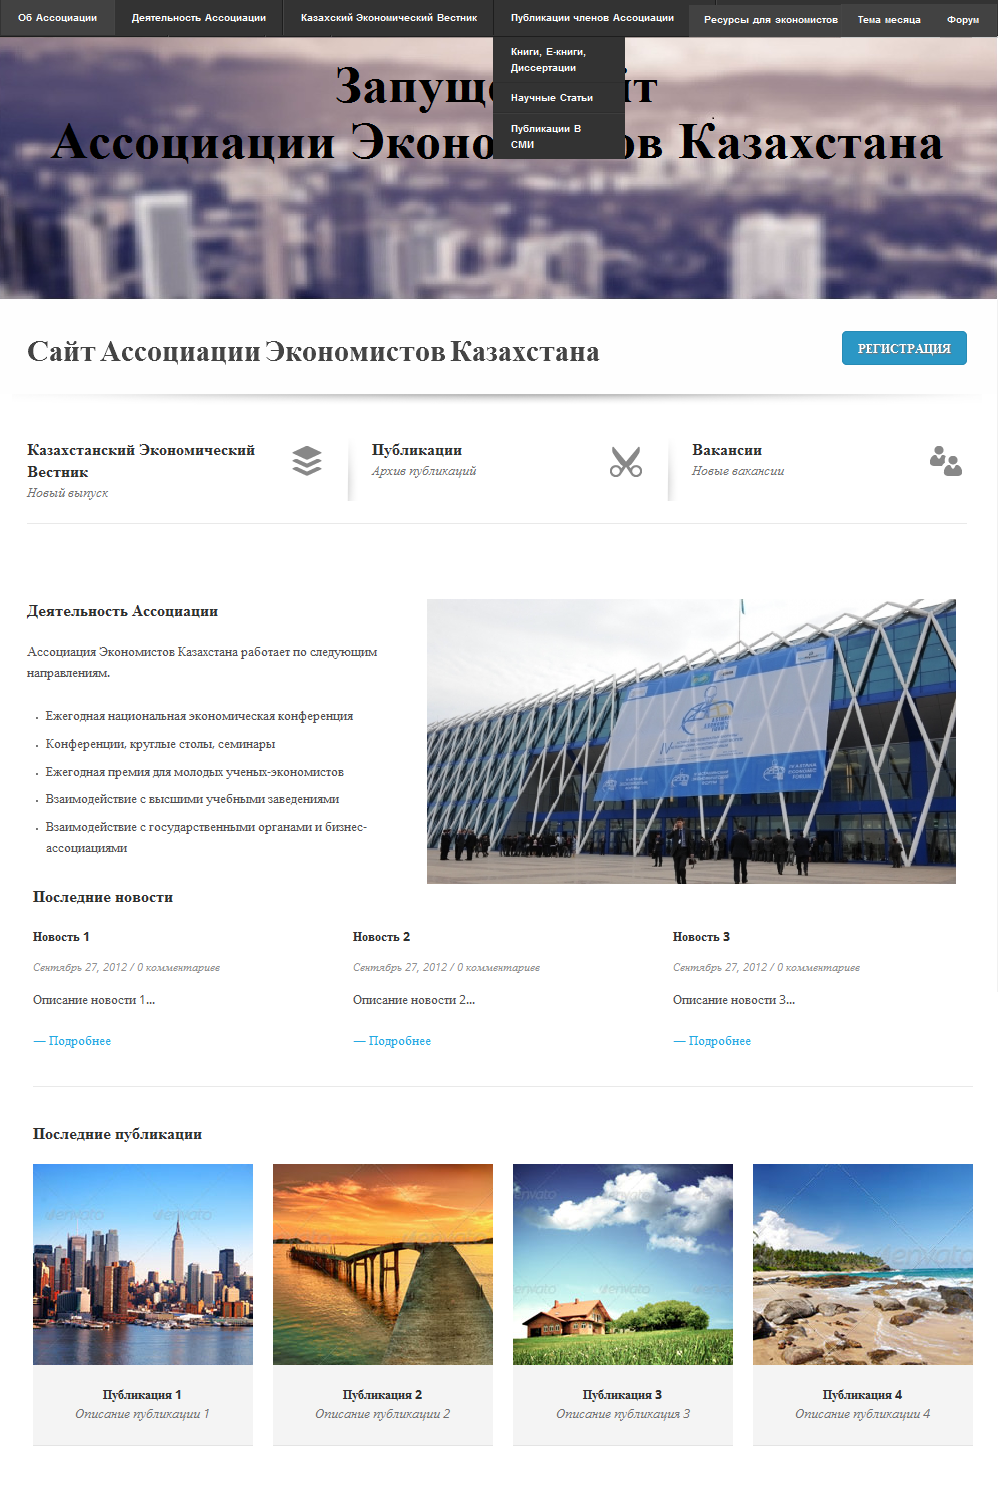 Об Ассоциации
Деятельность Ассоциации
Казахский Экономический Вестник
Публикации членов Ассоциации
Ресурсы для экономистов
Тема месяца
Форум
Книги, Е-книги,
Диссертации
Научные Статьи
Публикации В
СМИ
Ассоциации Казахстана
Сайт Ассоциации Экономистов Казахстана
РЕГИСТРАЦИЯ
Казахстанский Экономический
Вестник
Новый выпуск
Публикации
Архив публикаций
Вакансии
Новые вакансии
Деятельность Ассоциации
Ассоциация Экономистов Казахстана работает по следующим
направлениям.
Ежегодная национальная экономическая конференция
Конференции, круглые столы, семинары
Ежегодная премия для молодых ученых-экономистов
Взаимодействие с высшими учебными заведениями
Взаимодействие с государственными органами и бизнес-
ассоциациями
Последние новости
Новость 1
Сентябрь 27, 2012 / 0 комментариев
Описание новости 1...
— Подробнее
Новость 2
Сентябрь 27, 2012 / 0 комментариев
Описание новости 2...
— Подробнее
Новость 3
Сентябрь 27, 2012 / 0 комментариев
Описание новости 3...
— Подробнее
Последние публикации
Публикация 1
Описание публикации 1
Публикация 2
Описание публикации 2
Публикация 3
Описание публикация 3
Публикация 4
Описание публикации 4